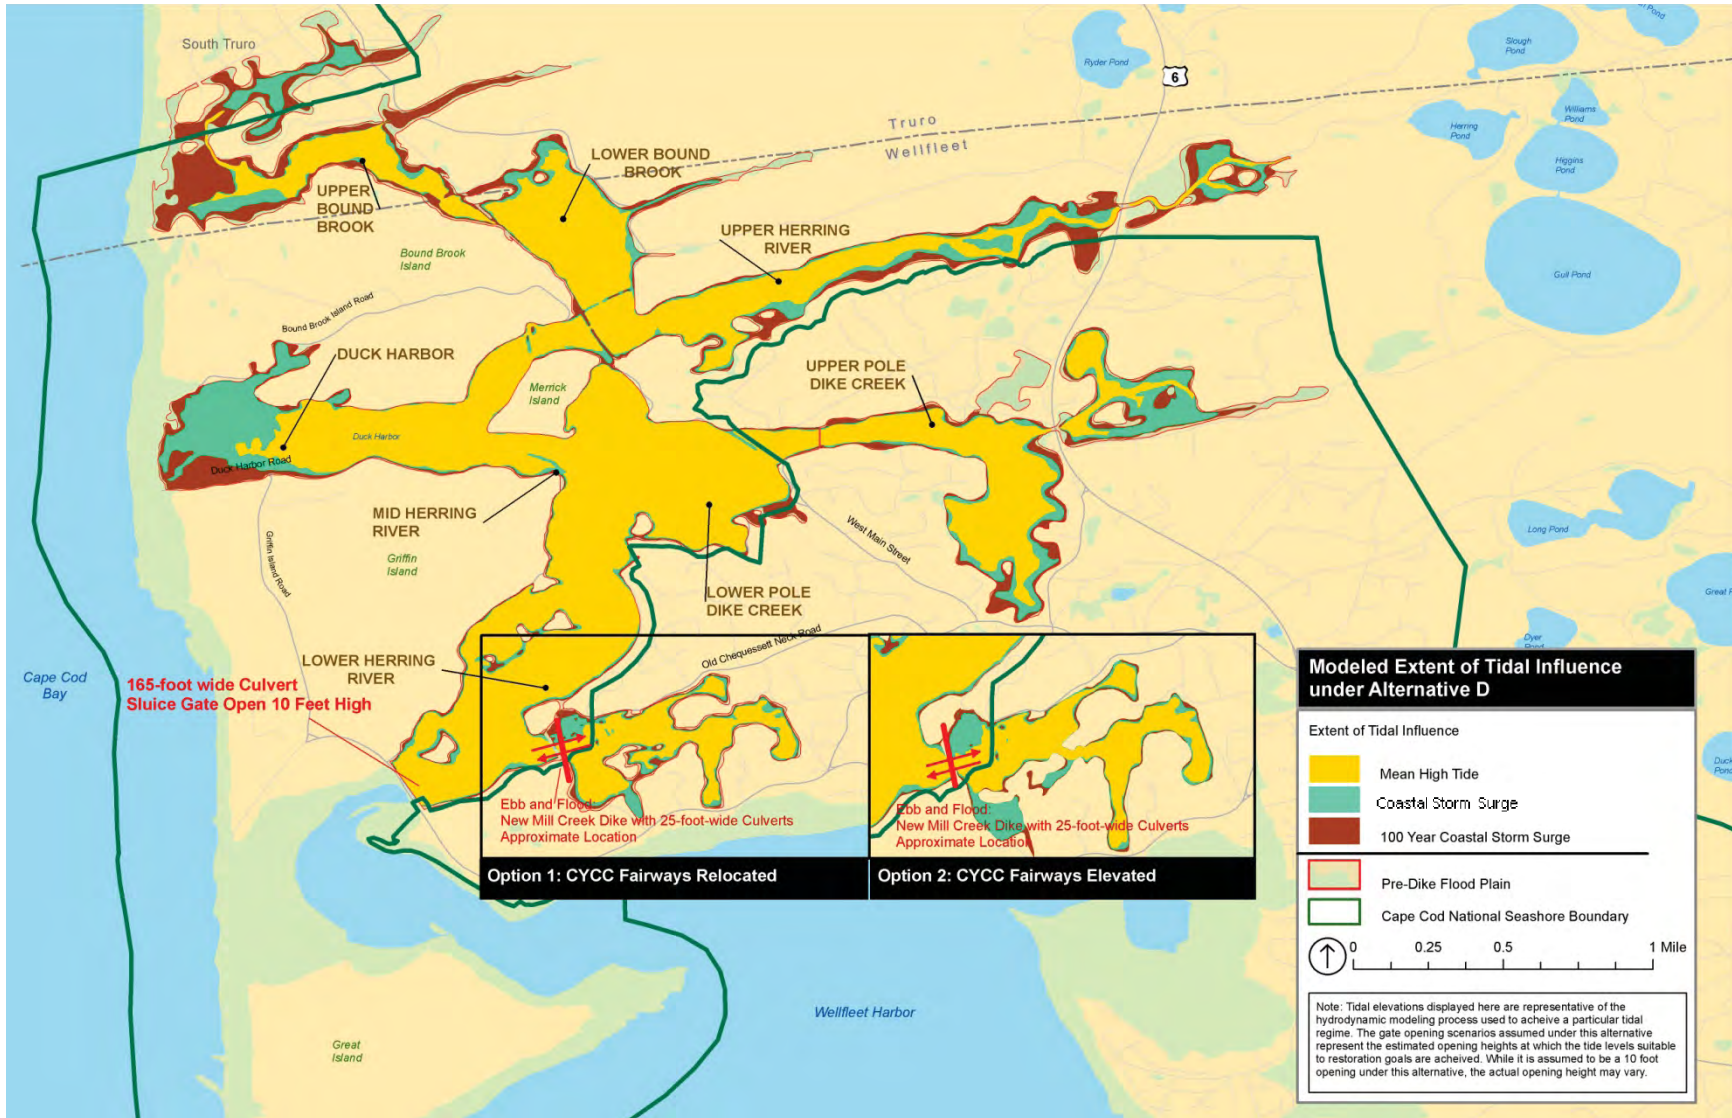 South Truro
Ryder Pond
6
Slough
Pond
Pond
Williams
Pond
Herring
Pond
Higgins
Pond
Gull Pond
Truro
Wellfleet
LOWER BOUND
BROOK
UPPER
BOUND
BROOK
UPPER HERRING
RIVER
Bound Brook
Island
Bound Brook Island Road
DUCK HARBOR
Merrick
Island
UPPER POLE
DIKE CREEK
Duck Harbor
Duck Harbor Road
MID HERRING
RIVER
Griffin
Island
Griffin Island Road
West Main Street
Long Pond
LOWER POLE
DIKE CREEK
Great P
Dyer
Pond
Duck
Pond
Old Chequessett Neck Road
LOWER HERRING
RIVER
Cape Cod
Bay
165-foot wide Culvert
Sluice Gate Open 10 Feet High
Ebb and Flood:
New Mill Creek Dike with 25-foot-wide Culverts
Approximate Location
Option 1: CYCC Fairways Relocated
Ebb and Flood:
New Mill Creek Dike with 25-foot-wide Culverts
Approximate Location
Option 2: CYCC Fairways Elevated
Wellfleet Harbor
Great
Island
Modeled Extent of Tidal Influence
under Alternative D
Extent of Tidal Influence
Mean High Tide
Coastal Storm Surge
100 Year Coastal Storm Surge
Pre-Dike Flood Plain
Cape Cod National Seashore Boundary
0 0.25 0.5 1 Mile
Note: Tidal elevations displayed here are representative of the
hydrodynamic modeling process used to acheive a particular tidal
regime. The gate opening scenarios assumed under this alternative
represent the estimated opening heights at which the tide levels suitable
to restoration goals are acheived. While it is assumed to be a 10 foot
opening under this alternative, the actual opening height may vary.